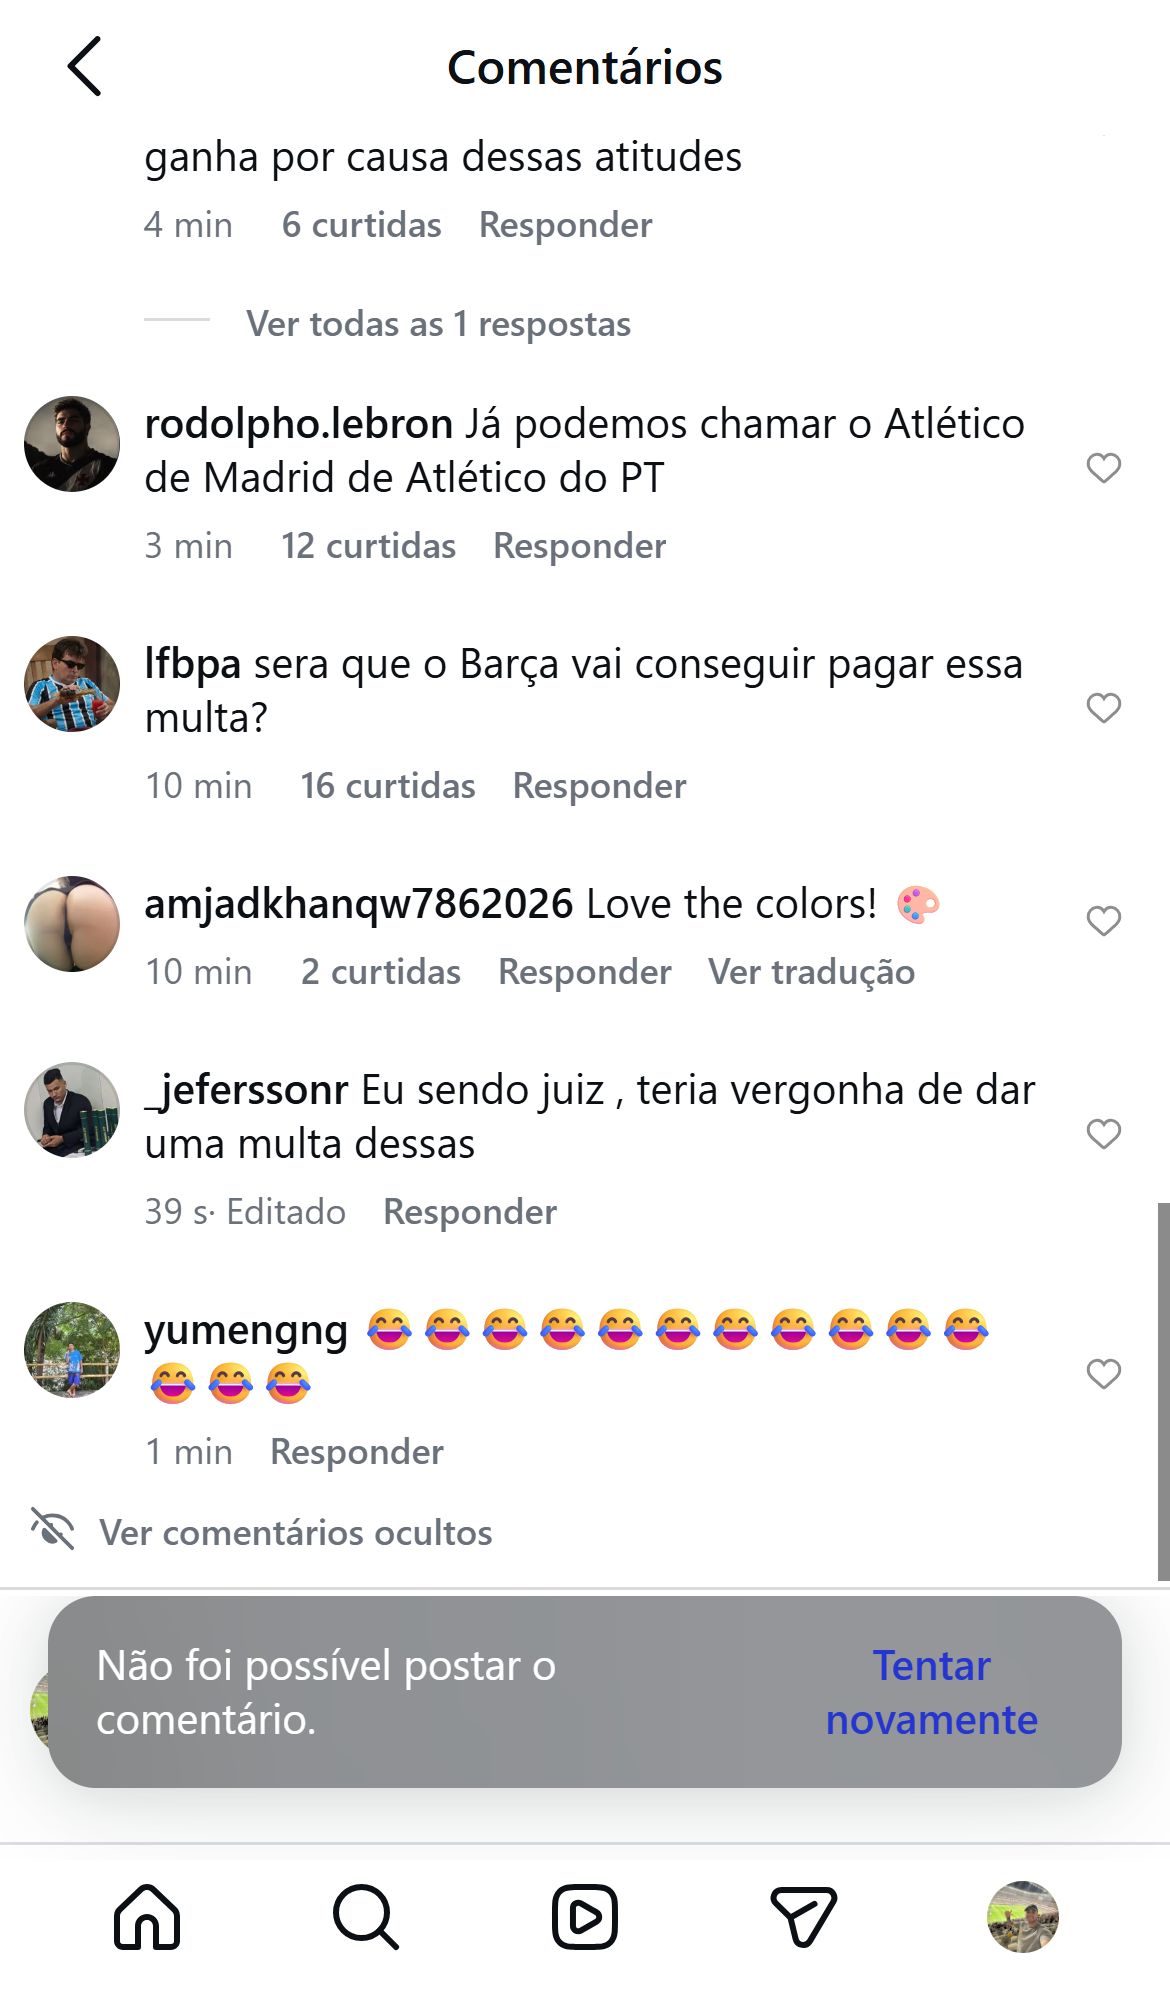 Comentários
ganha por causa dessas atitudes
4 min 6 curtidas Responder
Ver todas as 1 respostas
rodolpho.lebron Já podemos chamar o Atlético
de Madrid de Atlético do PT
3 min 12 curtidas Responder
lfbpa sera que o Barça vai conseguir pagar essa
multa?
10 min 16 curtidas Responder
amjadkhanqw7862026 Love the colors! 🎨
10 min 2 curtidas Responder Ver tradução
_jeferssonr Eu sendo juiz , teria vergonha de dar
uma multa dessas
39 s· Editado Responder
yumengng 😂😂😂😂😂😂😂😂😂😂😂
😂😂😂
1 min Responder
Ver comentários ocultos
Não foi possível postar o
comentário.
Tentar
novamente